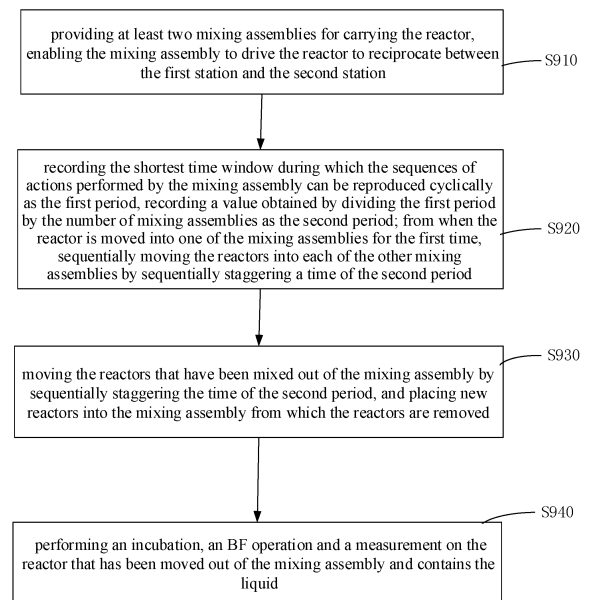 providing at least two mixing assemblies for carrying the reactor,
enabling the mixing assembly to drive the reactor to reciprocate between
the first station and the second station
S910
recording the shortest time window during which the sequences of
actions performed by the mixing assembly can be reproduced cyclically
as the first period, recording a value obtained by dividing the first period
by the number of mixing assemblies as the second period; from when the
reactor is moved into one of the mixing assemblies for the first time,
sequentially moving the reactors into each of the other mixing
assemblies by sequentially staggering a time of the second period
S920
moving the reactors that have been mixed out of the mixing assembly by
sequentially staggering the time of the second period, and placing new
reactors into the mixing assembly from which the reactors are removed
S930
performing an incubation, an BF operation and a measurement on the
reactor that has been moved out of the mixing assembly and contains the
liquid
S940